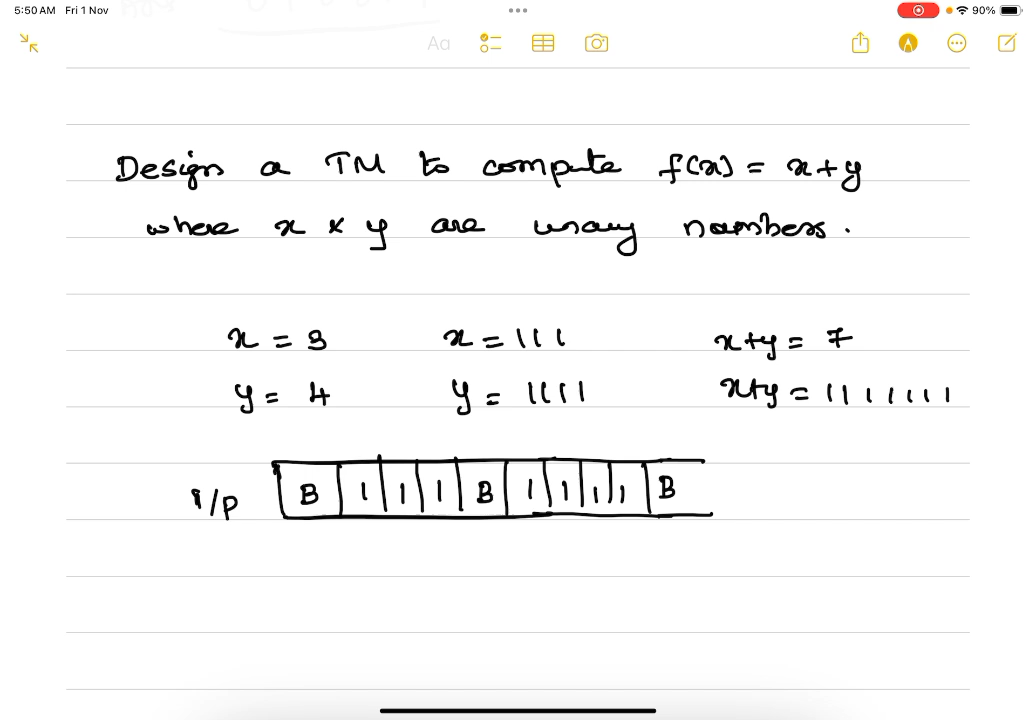 5:50 AM Fri 1 Nov
90%
Aa
Design a TM to compute f(x) = x+y
where x & y are unary numbers.
x = 3 x = 111 x+y = 7
y = 4 y = 1111 x+y = 1111111
i/p B 1 1 1 B 1 1 1 1 B